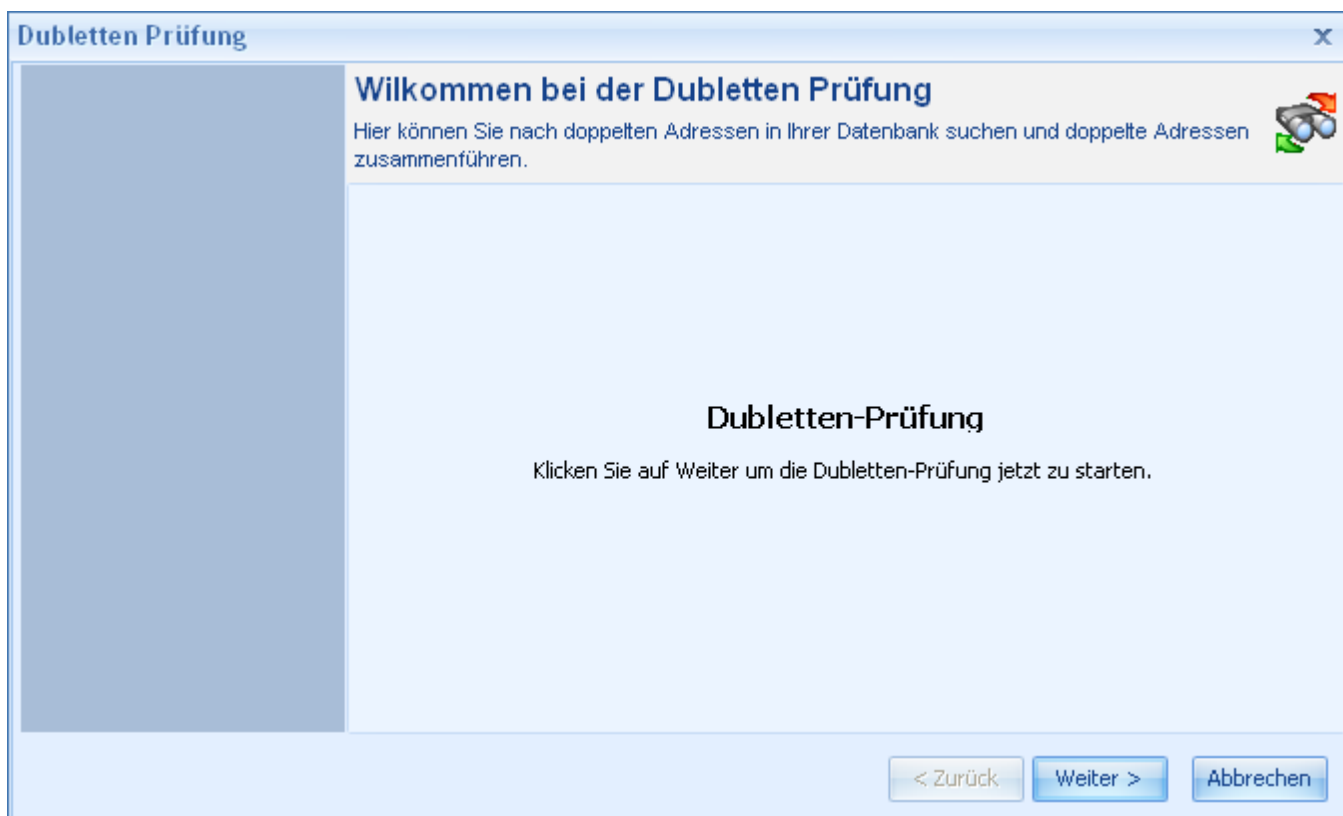 Dubletten Prüfung
x
Wilkommen bei der Dubletten Prüfung
Hier können Sie nach doppelten Adressen in Ihrer Datenbank suchen und doppelte Adressen
zusammenführen.
Dubletten-Prüfung
Klicken Sie auf Weiter um die Dubletten-Prüfung jetzt zu starten.
< Zurück Weiter > Abbrechen